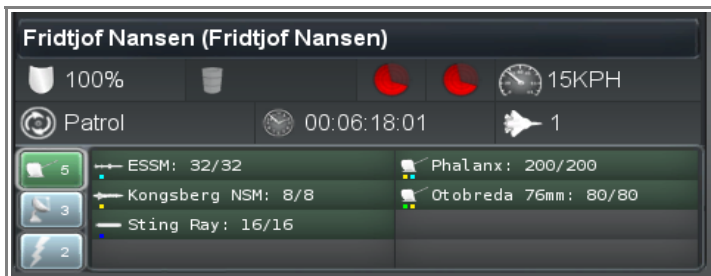 Fridtjof Nansen (Fridtjof Nansen)
100% 15KPH
Patrol 00:06:18:01 1
5 ESSM: 32/32 Phalanx: 200/200
3 Kongsberg NSM: 8/8 Otobreda 76mm: 80/80
Sting Ray: 16/16
2